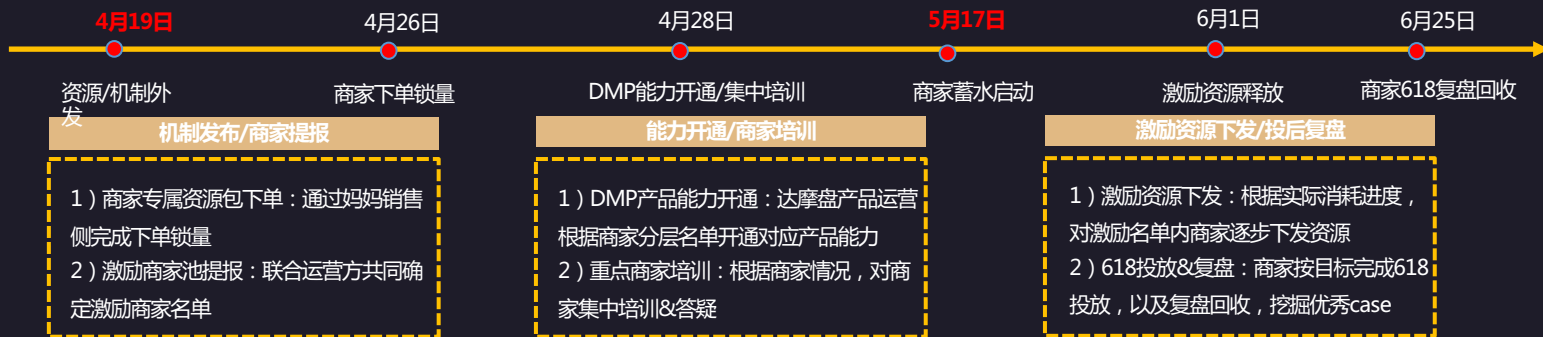 4月19日
4月26日
4月28日
5月17日
6月1日
6月25日
资源/机制外
发
商家下单锁量
DMP能力开通/集中培训
商家蓄水启动
激励资源释放
商家618复盘回收
机制发布/商家提报
1）商家专属资源包下单：通过妈妈销售
侧完成下单锁量
2）激励商家池提报：联合运营方共同确
定激励商家名单
能力开通/商家培训
1）DMP产品能力开通：达摩盘产品运营
根据商家分层名单开通对应产品能力
2）重点商家培训：根据商家情况，对商
家集中培训&答疑
激励资源下发/投后复盘
1）激励资源下发：根据实际消耗进度，
对激励名单内商家逐步下发资源
2）618投放&复盘：商家按目标完成618
投放，以及复盘回收，挖掘优秀case